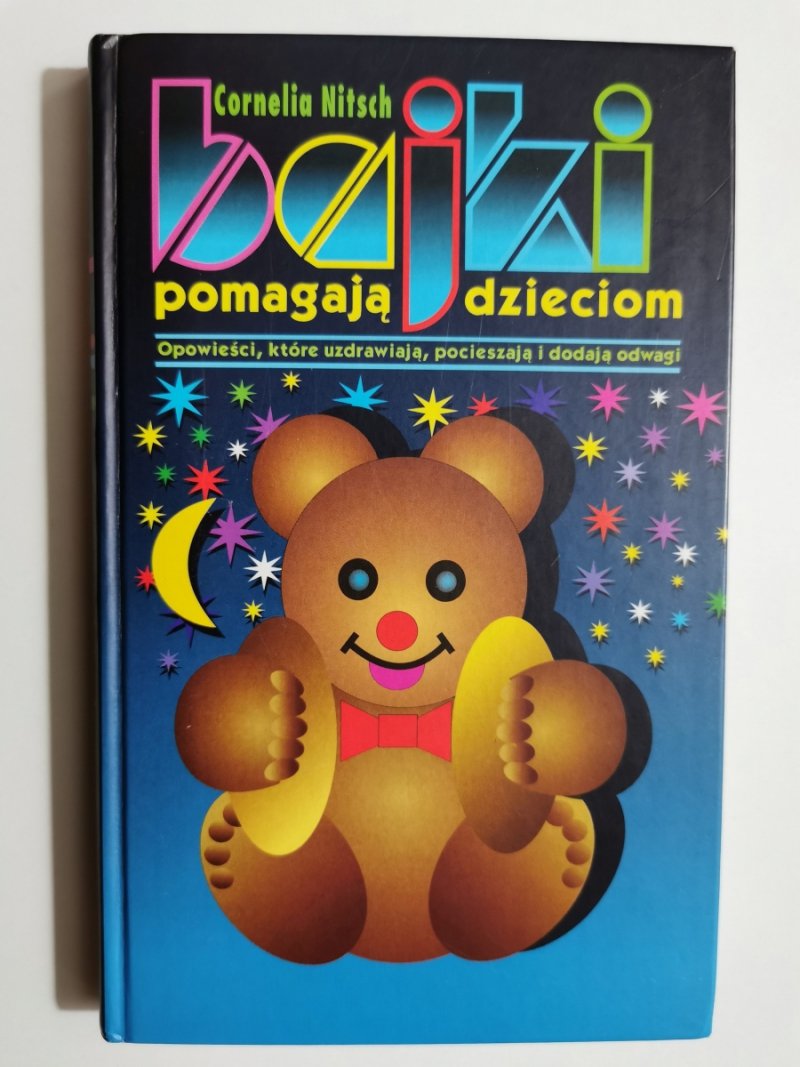 Cornelia Nitsch
bajki
pomagają dzieciom
Opowieści, które uzdrawiają, pocieszają i dodają odwagi